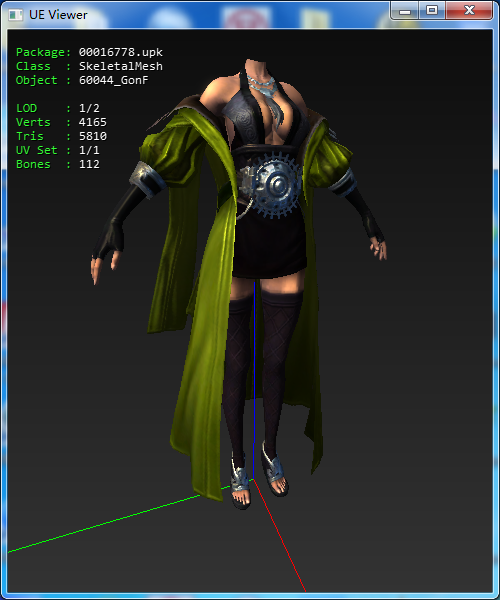 UE Viewer
Package: 00016778.upk
Class : SkeletalMesh
Object : 60044_GonF
LOD : 1/2
Verts : 4165
Tris : 5810
UV Set : 1/1
Bones : 112